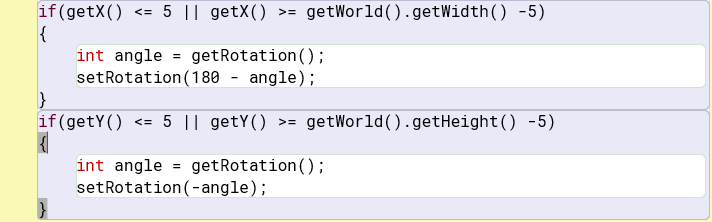 if(getX() <= 5 || getX() >= getWorld().getWidth() -5)
{
int angle = getRotation();
setRotation(180 - angle);
}
if(getY() <= 5 || getY() >= getWorld().getHeight() -5)
{
int angle = getRotation();
setRotation(-angle);
}